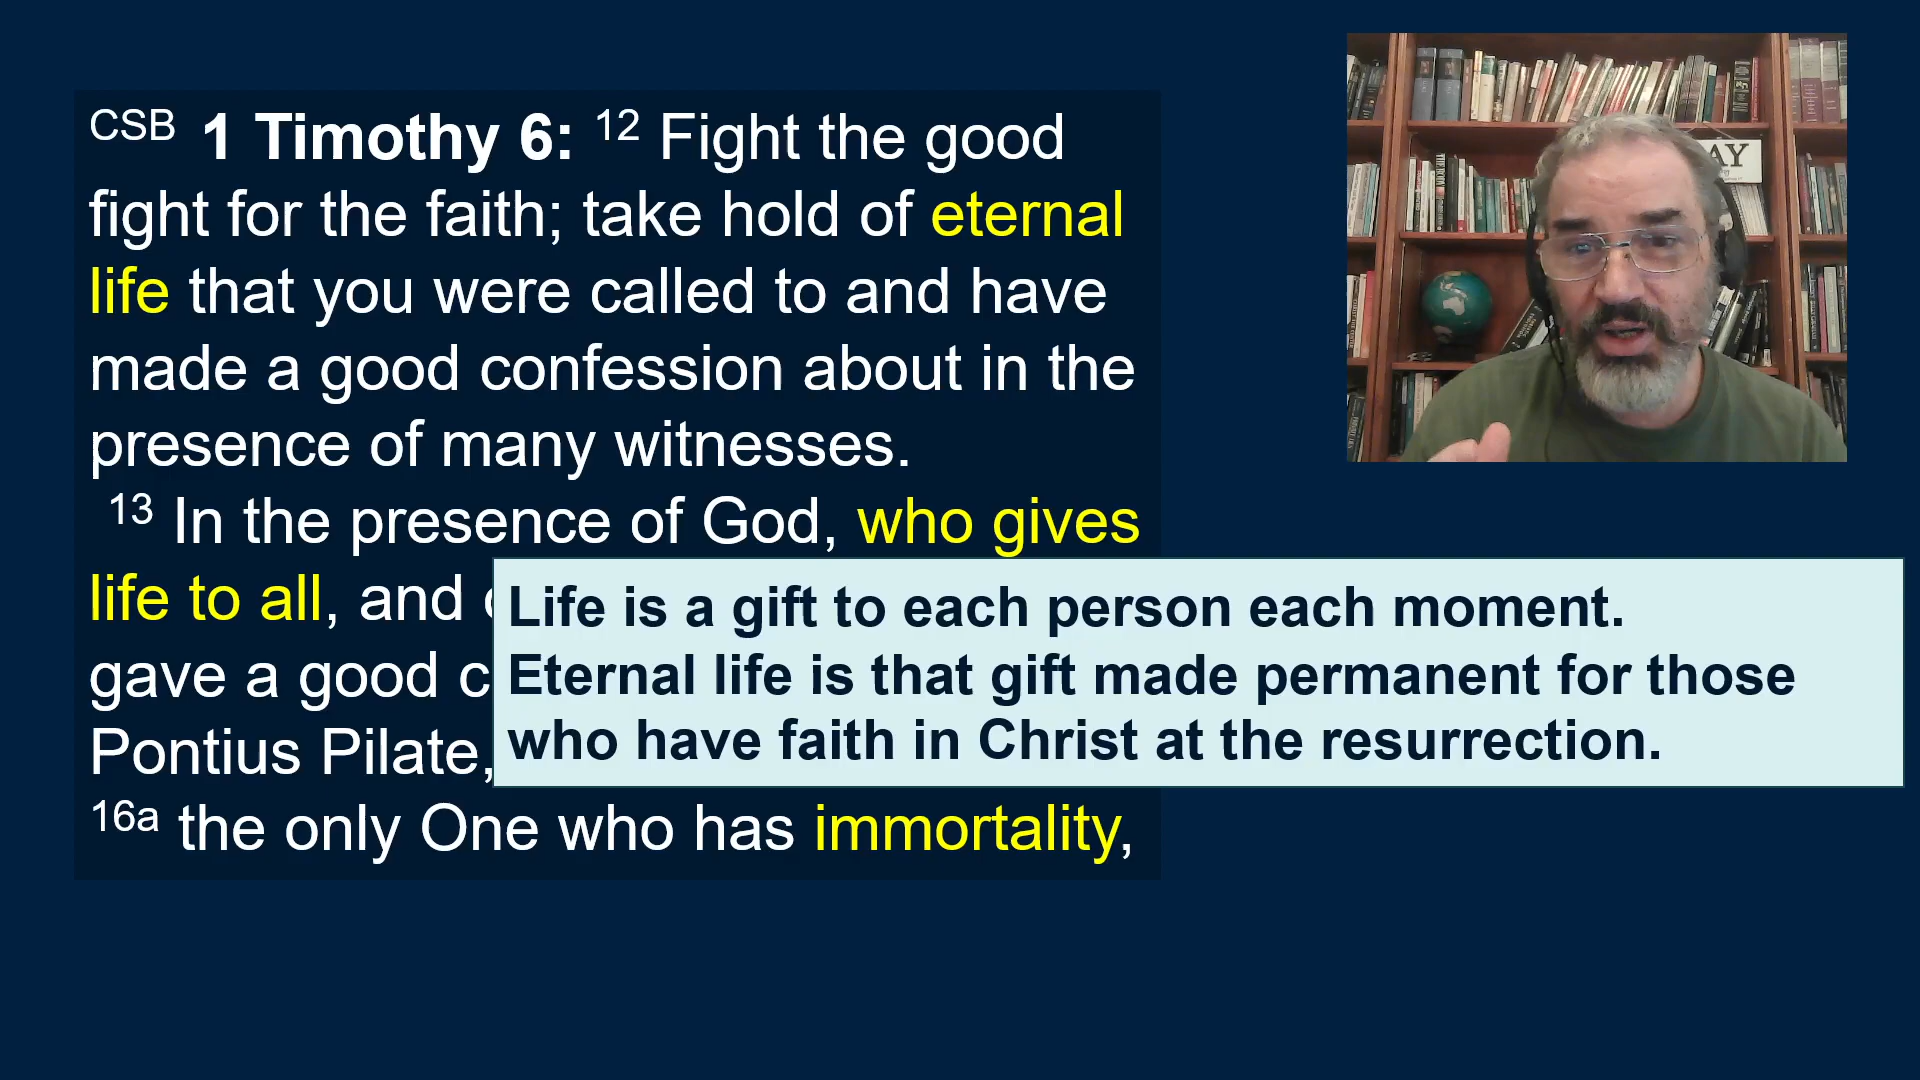 CSB 1 Timothy 6: 12 Fight the good
fight for the faith; take hold of eternal
life that you were called to and have
made a good confession about in the
presence of many witnesses.
13 In the presence of God, who gives
life to all, and
gave a good
Pontius Pilate,
16a the only One who has immortality,
Life is a gift to each person each moment.
Eternal life is that gift made permanent for those
who have faith in Christ at the resurrection.
AY